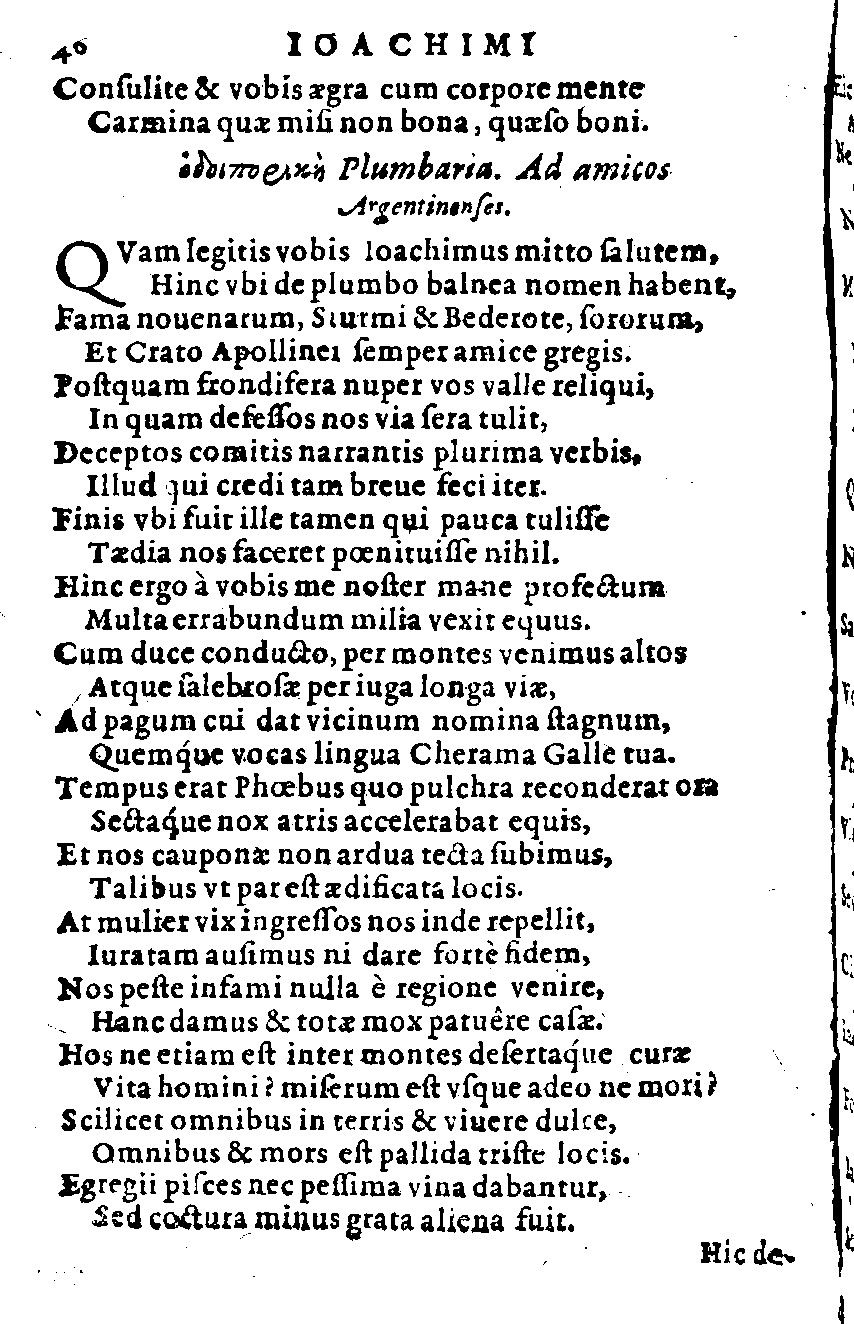 40 IOACHIMI
Conſulite & vobis ægra cum corpore mente
Carmina quæ miſi non bona, quæſo boni.
ὁδοιπορικὴ Plumbaria. Ad amicos
Argentinenſes.
QVam legitis vobis Ioachimus mitto ſalutem,
Hinc vbi de plumbo balnea nomen habent,
Fama nouenarum, Sturmi & Bederote, ſororum,
Et Crato Apollinei ſemper amice gregis.
Poſtquam frondifera nuper vos valle reliqui,
In quam defeſſos nos via ſera tulit,
Deceptos comitis narrantis plurima verbis,
Illud qui credi tam breue feci iter.
Finis vbi fuit ille tamen qui pauca tuliſſe
Tædia nos faceret pœnituiſſe nihil.
Hinc ergo à vobis me noſter mane profectum
Multa errabundum milia vexit equus.
Cum duce conducto, per montes venimus altos
Atque ſalebroſæ per iuga longa viæ,
Ad pagum cui dat vicinum nomina ſtagnum,
Quemq́ue vocas lingua Cherama Galle tua.
Tempus erat Phœbus quo pulchra reconderat ora
Sectaq́ue nox atris accelerabat equis,
Et nos cauponæ non ardua tecta ſubimus,
Talibus vt par eſt ædificata locis.
At mulier vix ingreſſos nos inde repellit,
Iuratam auſimus ni dare fortè fidem,
Nos peſte infami nulla è regione venire,
Hanc damus & totæ mox patuêre caſæ.
Hos ne etiam eſt inter montes deſertaq́ue curæ
Vita homini? miſerum eſt vſque adeo ne mori?
Scilicet omnibus in terris & viuere dulce,
Omnibus & mors eſt pallida triſte locis.
Egregii piſces nec peſſima vina dabantur,
Sed coctura minus grata aliena fuit.
Hic de-